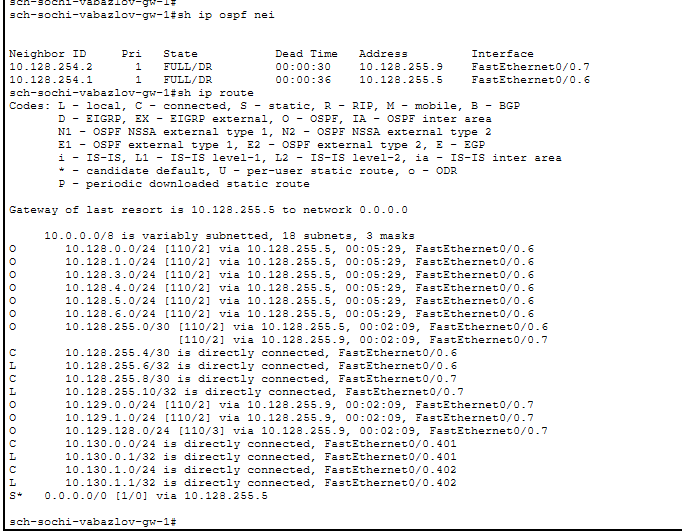 sch-sochi-vabazlov-gw-1#
sch-sochi-vabazlov-gw-1#sh ip ospf nei
Neighbor ID     Pri   State           Dead Time   Address         Interface
10.128.254.2      1   FULL/DR         00:00:30    10.128.255.9    FastEthernet0/0.7
10.128.254.1      1   FULL/DR         00:00:36    10.128.255.5    FastEthernet0/0.6
sch-sochi-vabazlov-gw-1#sh ip route
Codes: L - local, C - connected, S - static, R - RIP, M - mobile, B - BGP
       D - EIGRP, EX - EIGRP external, O - OSPF, IA - OSPF inter area
       N1 - OSPF NSSA external type 1, N2 - OSPF NSSA external type 2
       E1 - OSPF external type 1, E2 - OSPF external type 2, E - EGP
       i - IS-IS, L1 - IS-IS level-1, L2 - IS-IS level-2, ia - IS-IS inter area
       * - candidate default, U - per-user static route, o - ODR
       P - periodic downloaded static route
Gateway of last resort is 10.128.255.5 to network 0.0.0.0
     10.0.0.0/8 is variably subnetted, 18 subnets, 3 masks
O       10.128.0.0/24 [110/2] via 10.128.255.5, 00:05:29, FastEthernet0/0.6
O       10.128.1.0/24 [110/2] via 10.128.255.5, 00:05:29, FastEthernet0/0.6
O       10.128.3.0/24 [110/2] via 10.128.255.5, 00:05:29, FastEthernet0/0.6
O       10.128.4.0/24 [110/2] via 10.128.255.5, 00:05:29, FastEthernet0/0.6
O       10.128.5.0/24 [110/2] via 10.128.255.5, 00:05:29, FastEthernet0/0.6
O       10.128.6.0/24 [110/2] via 10.128.255.5, 00:05:29, FastEthernet0/0.6
O       10.128.255.0/30 [110/2] via 10.128.255.5, 00:02:09, FastEthernet0/0.6
                        [110/2] via 10.128.255.9, 00:02:09, FastEthernet0/0.7
C       10.128.255.4/30 is directly connected, FastEthernet0/0.6
L       10.128.255.6/32 is directly connected, FastEthernet0/0.6
C       10.128.255.8/30 is directly connected, FastEthernet0/0.7
L       10.128.255.10/32 is directly connected, FastEthernet0/0.7
O       10.129.0.0/24 [110/2] via 10.128.255.9, 00:02:09, FastEthernet0/0.7
O       10.129.1.0/24 [110/2] via 10.128.255.9, 00:02:09, FastEthernet0/0.7
O       10.129.128.0/24 [110/3] via 10.128.255.9, 00:02:09, FastEthernet0/0.7
C       10.130.0.0/24 is directly connected, FastEthernet0/0.401
L       10.130.0.1/32 is directly connected, FastEthernet0/0.401
C       10.130.1.0/24 is directly connected, FastEthernet0/0.402
L       10.130.1.1/32 is directly connected, FastEthernet0/0.402
S*   0.0.0.0/0 [1/0] via 10.128.255.5
sch-sochi-vabazlov-gw-1#